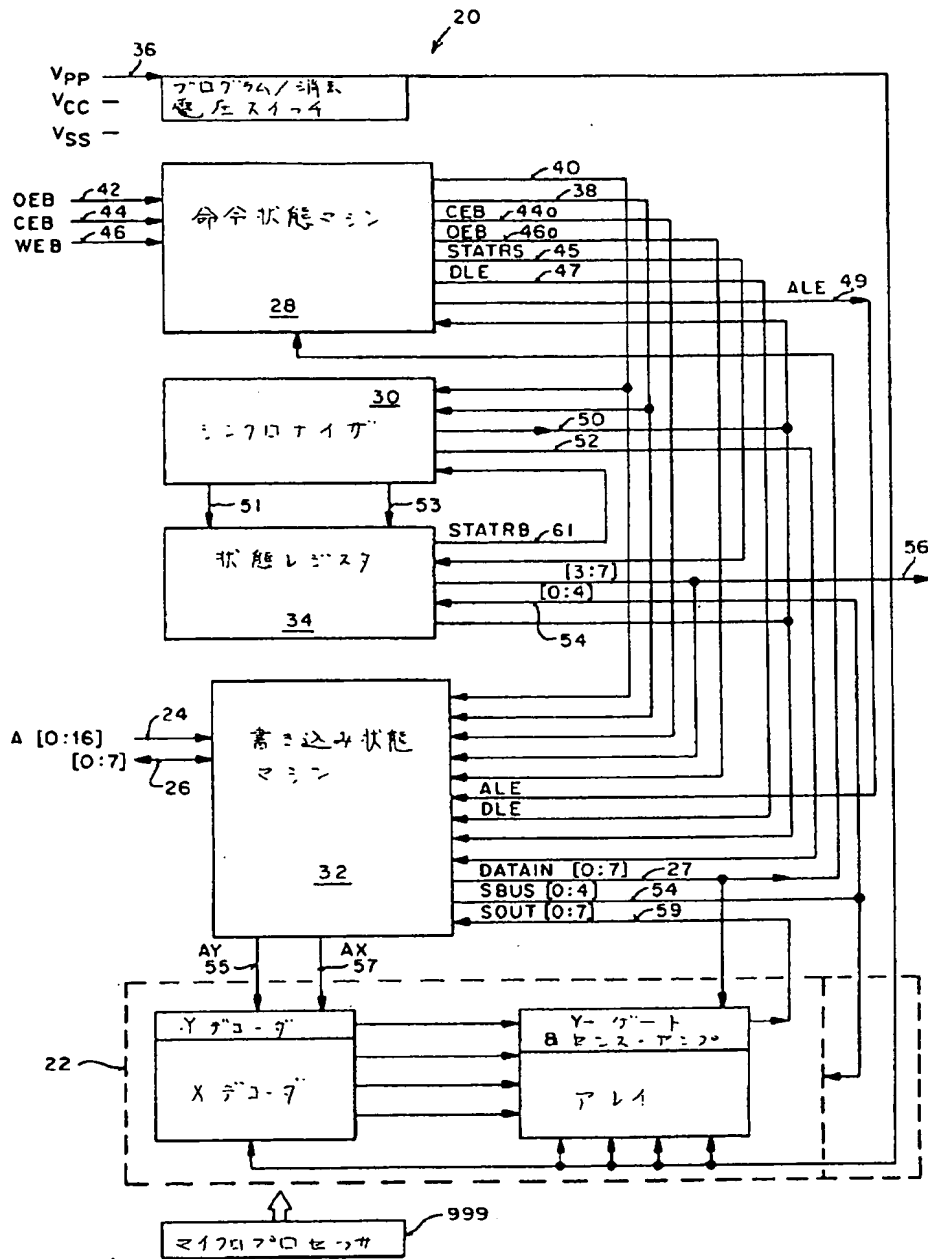 20
36
VPP
プログラム/消去
電圧スイッチ
VCC
VSS
40
38
OEB 42
CEB 44
WEB 46
命令状態マシン
28
CEB 440
OEB 460
STATRS 45
DLE 47
ALE 49
30
シンクロナイザ
50
52
51
53
STATRB 61
状態レジスタ
34
[3:7]
[0:4]
54
56
24
A [0:16]
[0:7]
26
書き込み状態
マシン
32
ALE
DLE
DATAIN [0:7] 27
SBUS [0:4] 54
SOUT [0:7] 59
AY
55
AX
57
22
Yデコーダ
Xデコーダ
Y-ゲート
& センス・アンプ
アレイ
999
マイクロプロセッサ